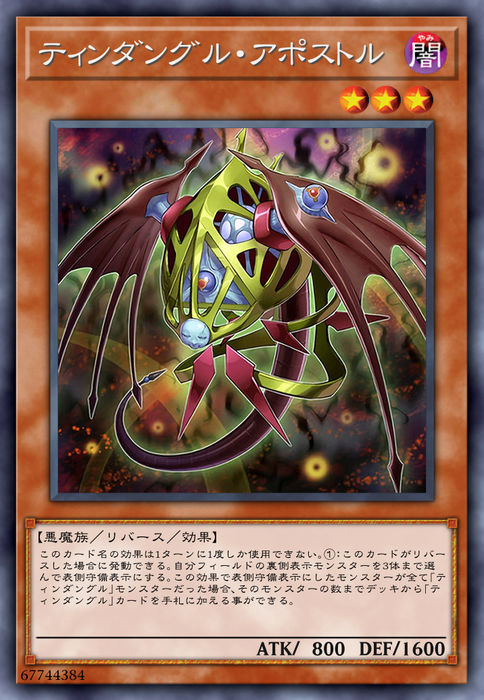 ティンダングル・アポストル
やみ
闇
【悪魔族／リバース／効果】
このカード名の効果は1ターンに1度しか使用できない。①：このカードがリバー
スした場合に発動できる。自分フィールドの裏側表示モンスターを3体まで選
んで表側守備表示にする。この効果で表側守備表示にしたモンスターが全て「テ
ィンダングル」モンスターだった場合、そのモンスターの数までデッキから「ティ
ンダングル」カードを手札に加える事ができる。
ATK/ 800 DEF/1600
67744384